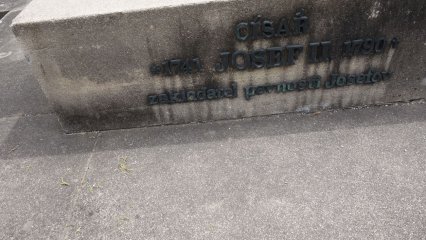 CÍSAŘ
*1741 JOSEF II. 1790+
zakladatel pevnosti Josefov